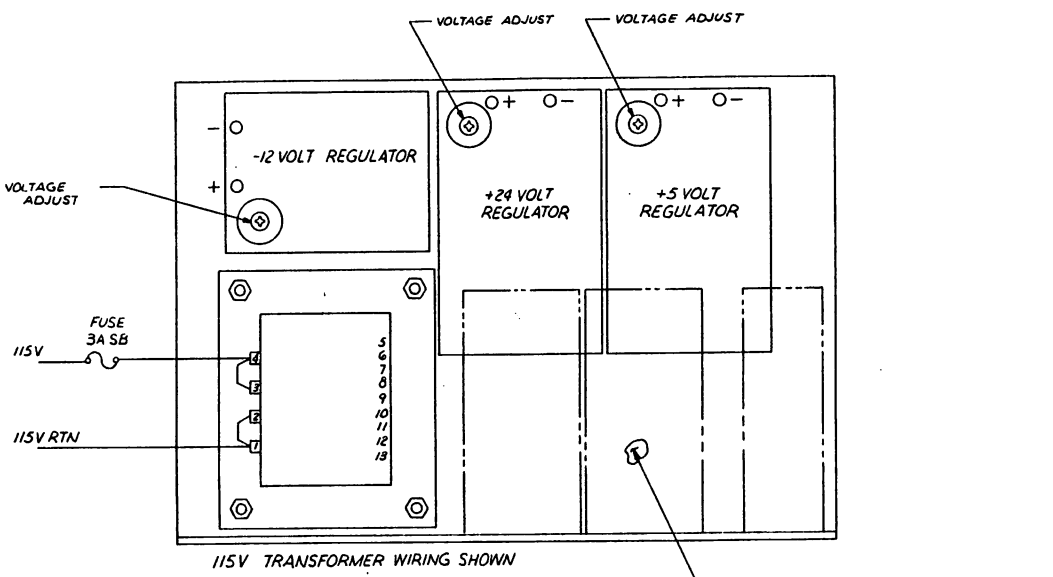 VOLTAGE ADJUST
VOLTAGE ADJUST
+ −
+ −
−
-12 VOLT REGULATOR
+
VOLTAGE
ADJUST
+24 VOLT
REGULATOR
+5 VOLT
REGULATOR
FUSE
3A SB
115V
4
3
2
1
5
6
7
8
9
10
11
12
13
115V RTN
115V TRANSFORMER WIRING SHOWN